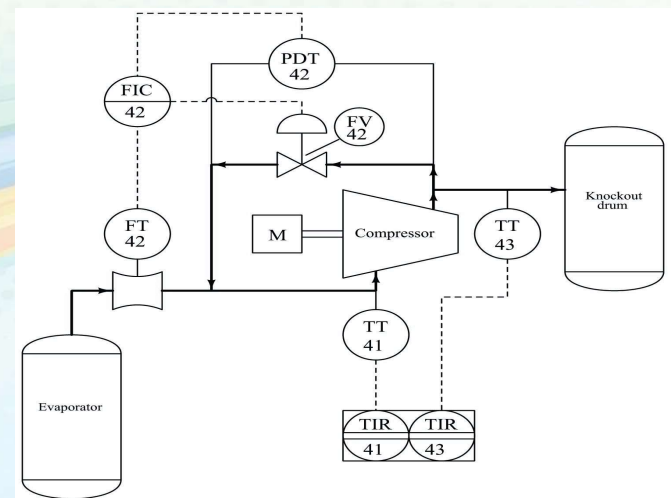 PDT
42
FIC
42
FV
42
FT
42
M
Compressor
TT
43
Knockout
drum
TT
41
Evaporator
TIR
41
TIR
43